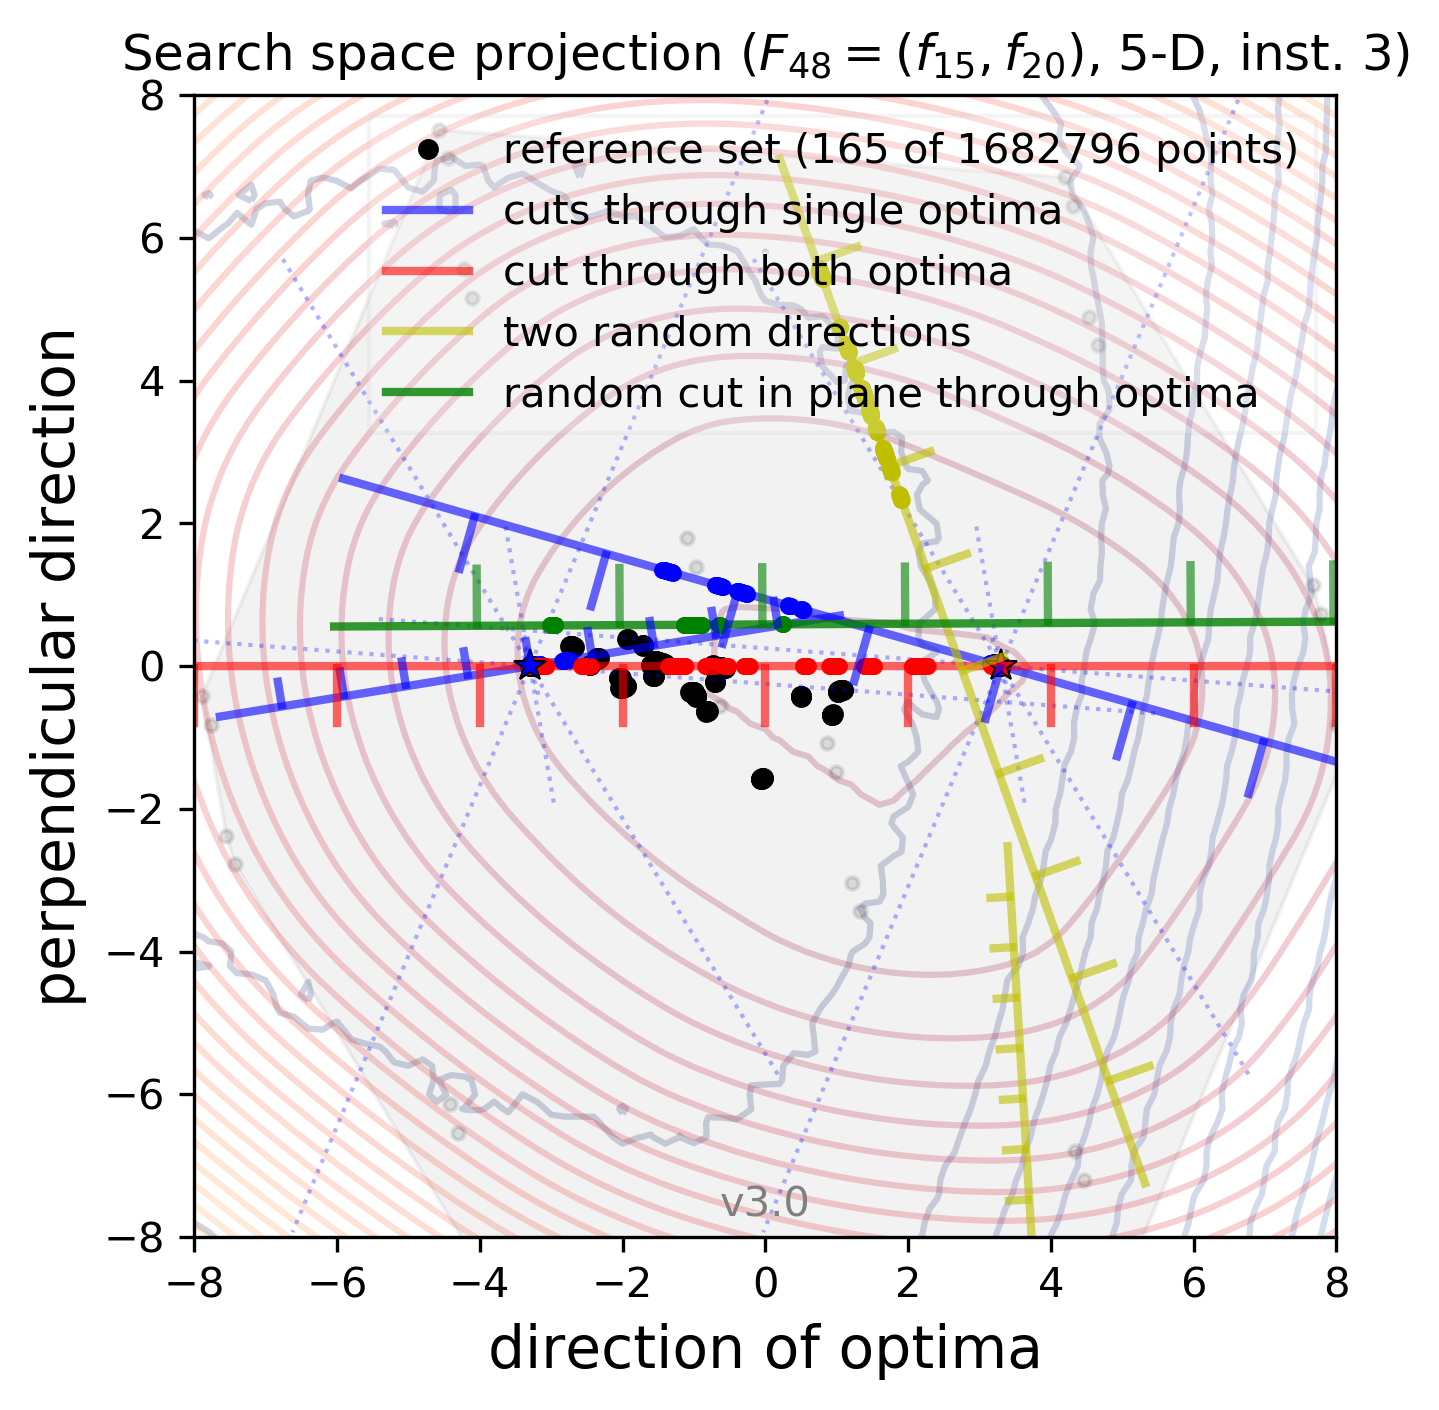 Search space projection (F₄₈ = (f₁₅, f₂₀), 5-D, inst. 3)
8
6
4
2
0
−2
−4
−6
−8
perpendicular direction
reference set (165 of 1682796 points)
cuts through single optima
cut through both optima
two random directions
random cut in plane through optima
v3.0
−8 −6 −4 −2 0 2 4 6 8
direction of optima